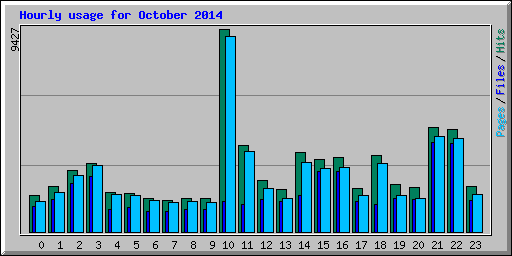 Hourly usage for October 2014
9427
Pages/Files/Hits
0 1 2 3 4 5 6 7 8 9 10 11 12 13 14 15 16 17 18 19 20 21 22 23